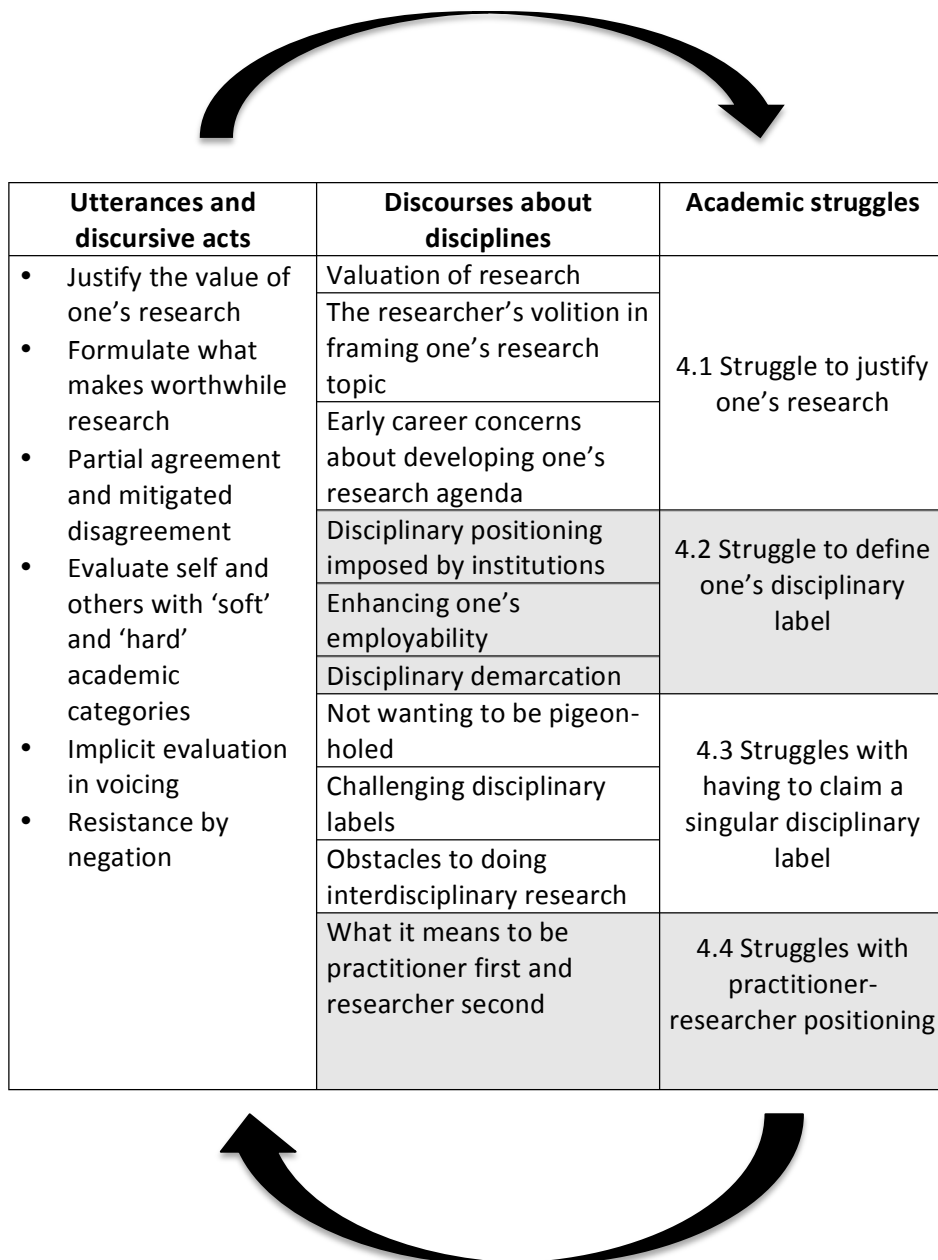 Utterances and
discursive acts
Discourses about
disciplines
Academic struggles
• Justify the value of
one’s research
• Formulate what
makes worthwhile
research
• Partial agreement
and mitigated
disagreement
• Evaluate self and
others with ‘soft’
and ‘hard’
academic
categories
• Implicit evaluation
in voicing
• Resistance by
negation
Valuation of research
The researcher’s volition in
framing one’s research
topic
Early career concerns
about developing one’s
research agenda
Disciplinary positioning
imposed by institutions
Enhancing one’s
employability
Disciplinary demarcation
Not wanting to be pigeon-
holed
Challenging disciplinary
labels
Obstacles to doing
interdisciplinary research
What it means to be
practitioner first and
researcher second
4.1 Struggle to justify
one’s research
4.2 Struggle to define
one’s disciplinary
label
4.3 Struggles with
having to claim a
singular disciplinary
label
4.4 Struggles with
practitioner-
researcher positioning